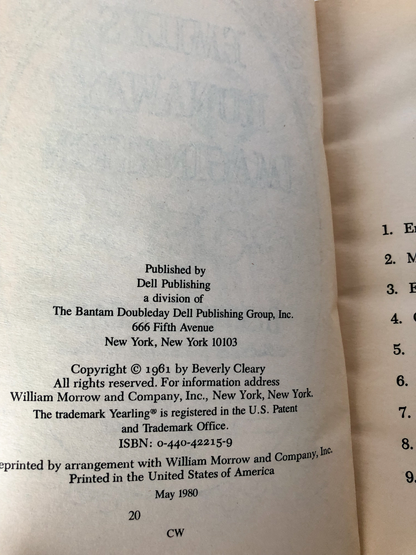 Published by
Dell Publishing
a division of
The Bantam Doubleday Dell Publishing Group, Inc.
666 Fifth Avenue
New York, New York 10103
Copyright © 1961 by Beverly Cleary
All rights reserved. For information address
William Morrow and Company, Inc., New York, New York.
The trademark Yearling® is registered in the U.S. Patent
and Trademark Office.
ISBN: 0-440-42215-9
eprinted by arrangement with William Morrow and Company, Inc.
Printed in the United States of America
May 1980
20
CW
1. E
2. M
3. E
4.
5.
6.
7.
8.
9.